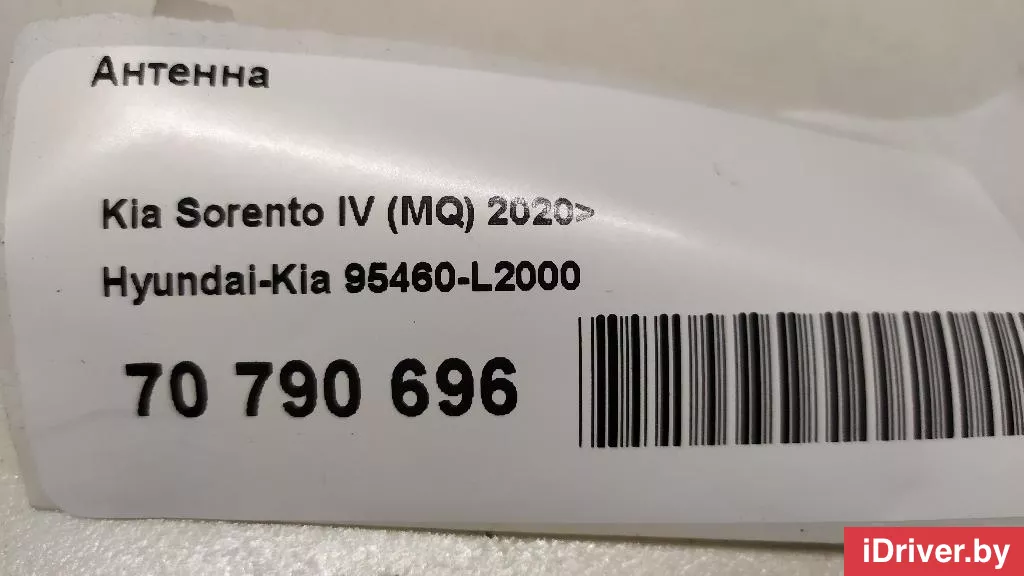 Антенна
Kia Sorento IV (MQ) 2020>
Hyundai-Kia 95460-L2000
70 790 696
iDriver.by